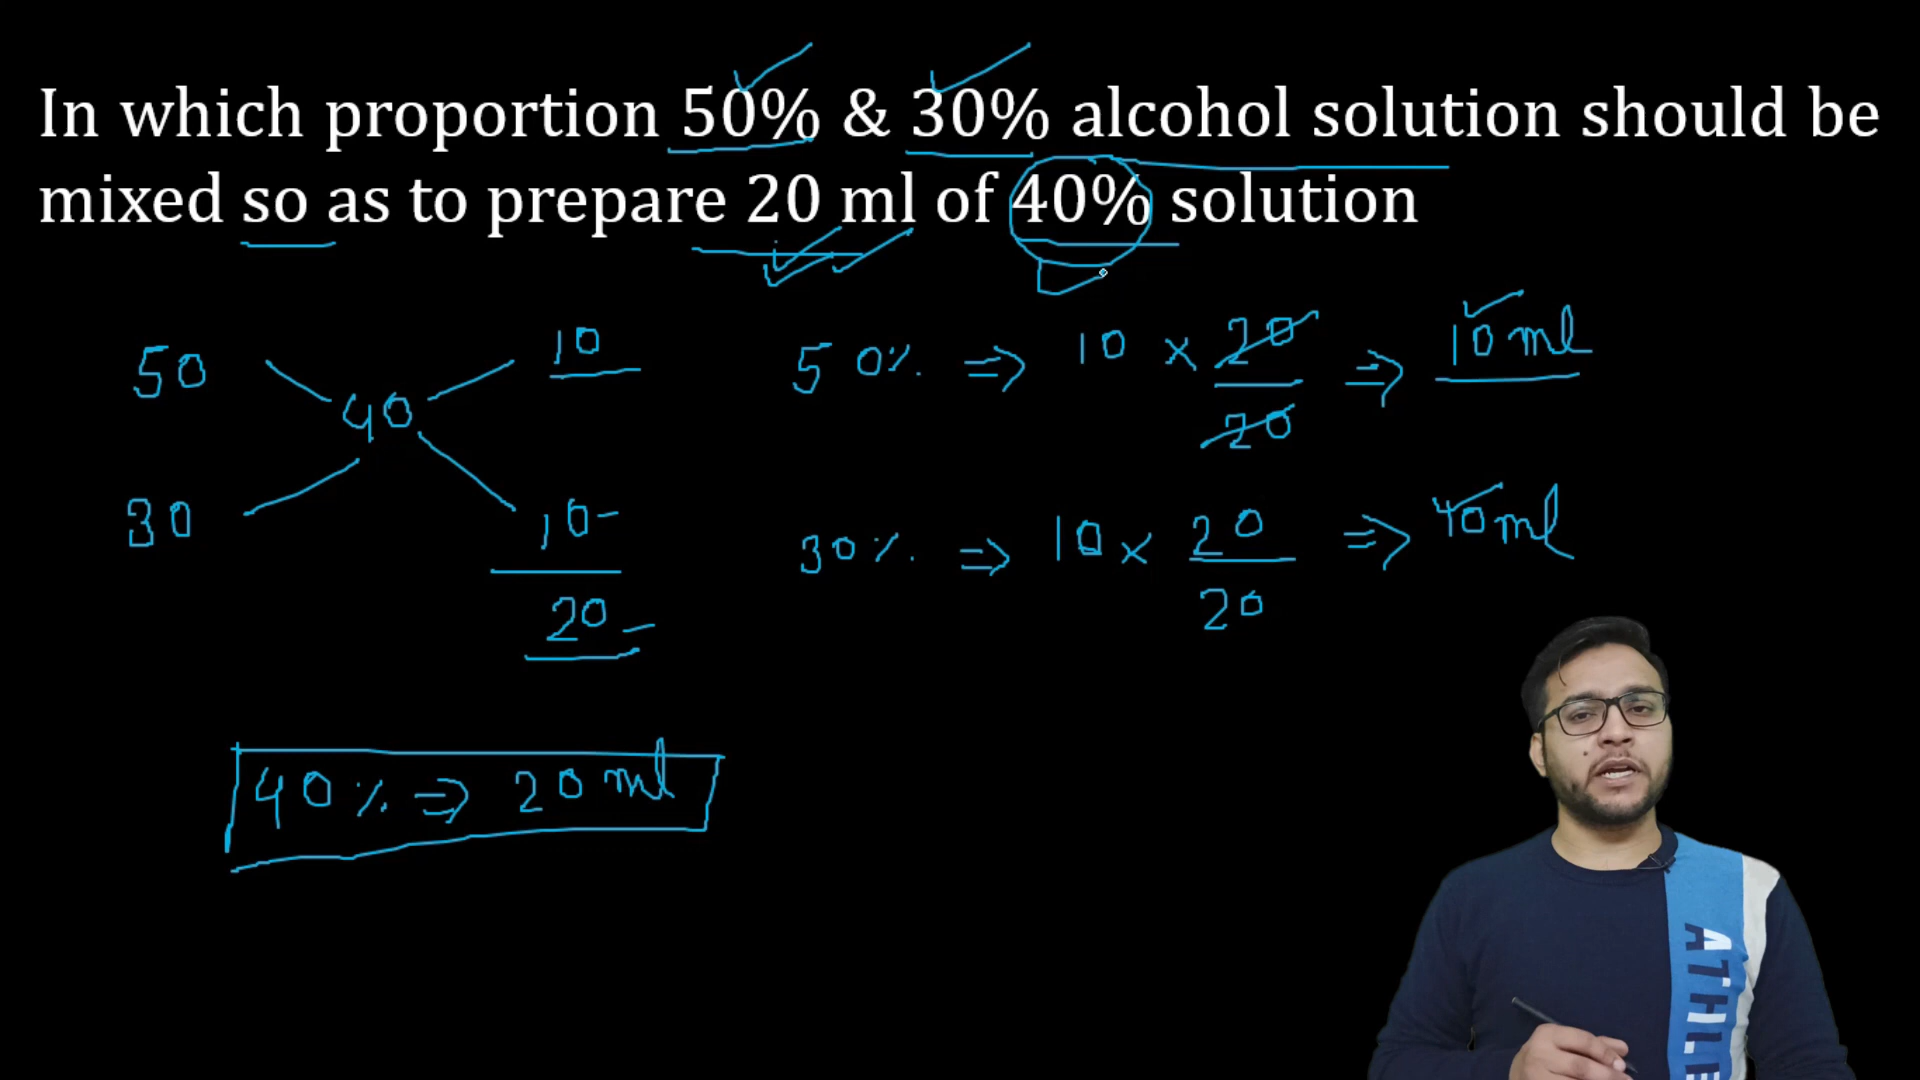 In which proportion 50% & 30% alcohol solution should be
mixed so as to prepare 20 ml of 40% solution
50
40
30
10
10
20
50% ⇒ 10 × 20/20 ⇒ 10 ml
30% ⇒ 10 × 20/20 ⇒ 40 ml
40% ⇒ 20 ml
ATHLE